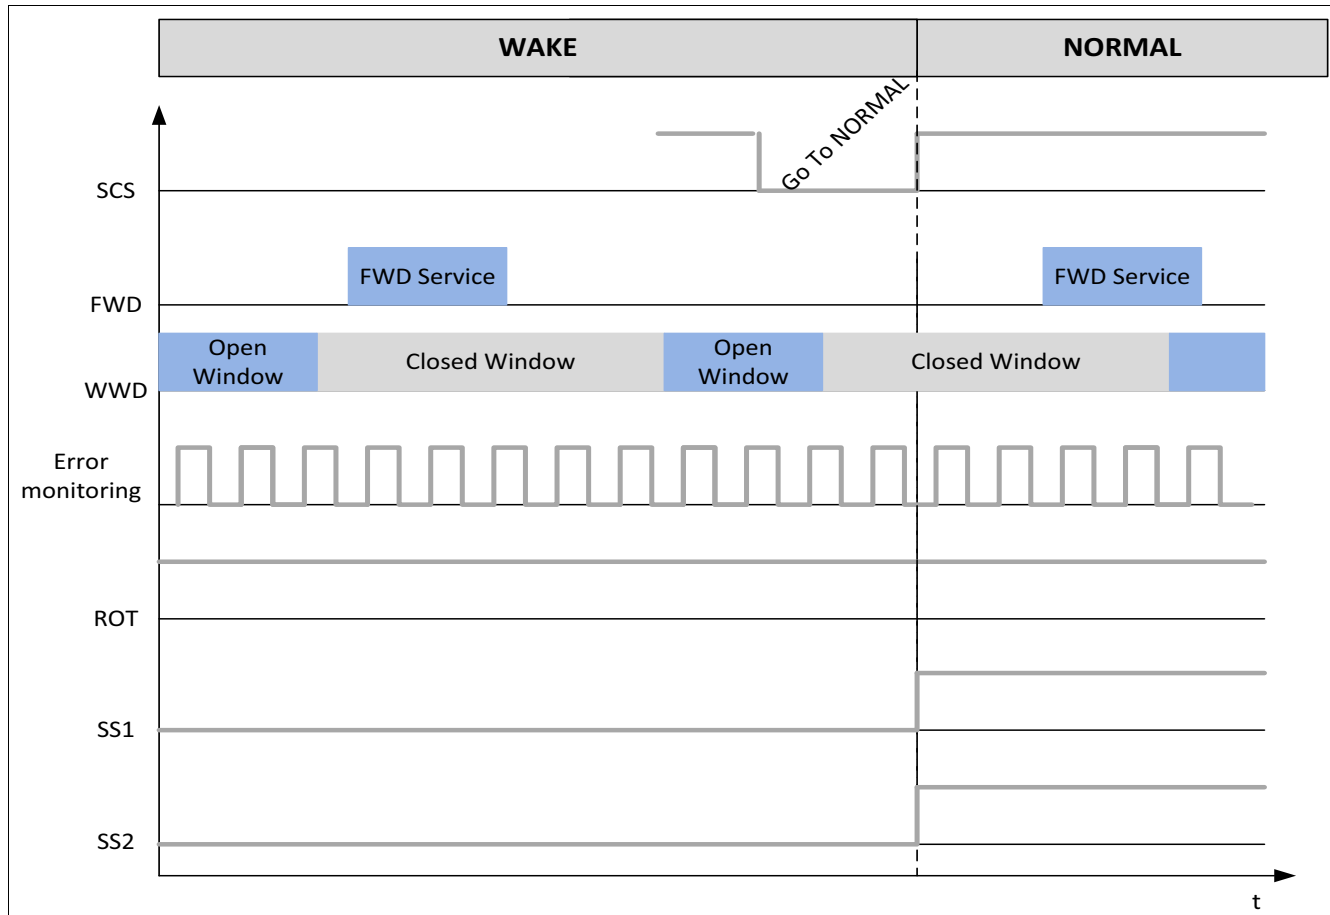 WAKE
NORMAL
Go To NORMAL
SCS
FWD Service
FWD Service
FWD
Open
Window
Closed Window
Open
Window
Closed Window
WWD
Error
monitoring
ROT
SS1
SS2
t